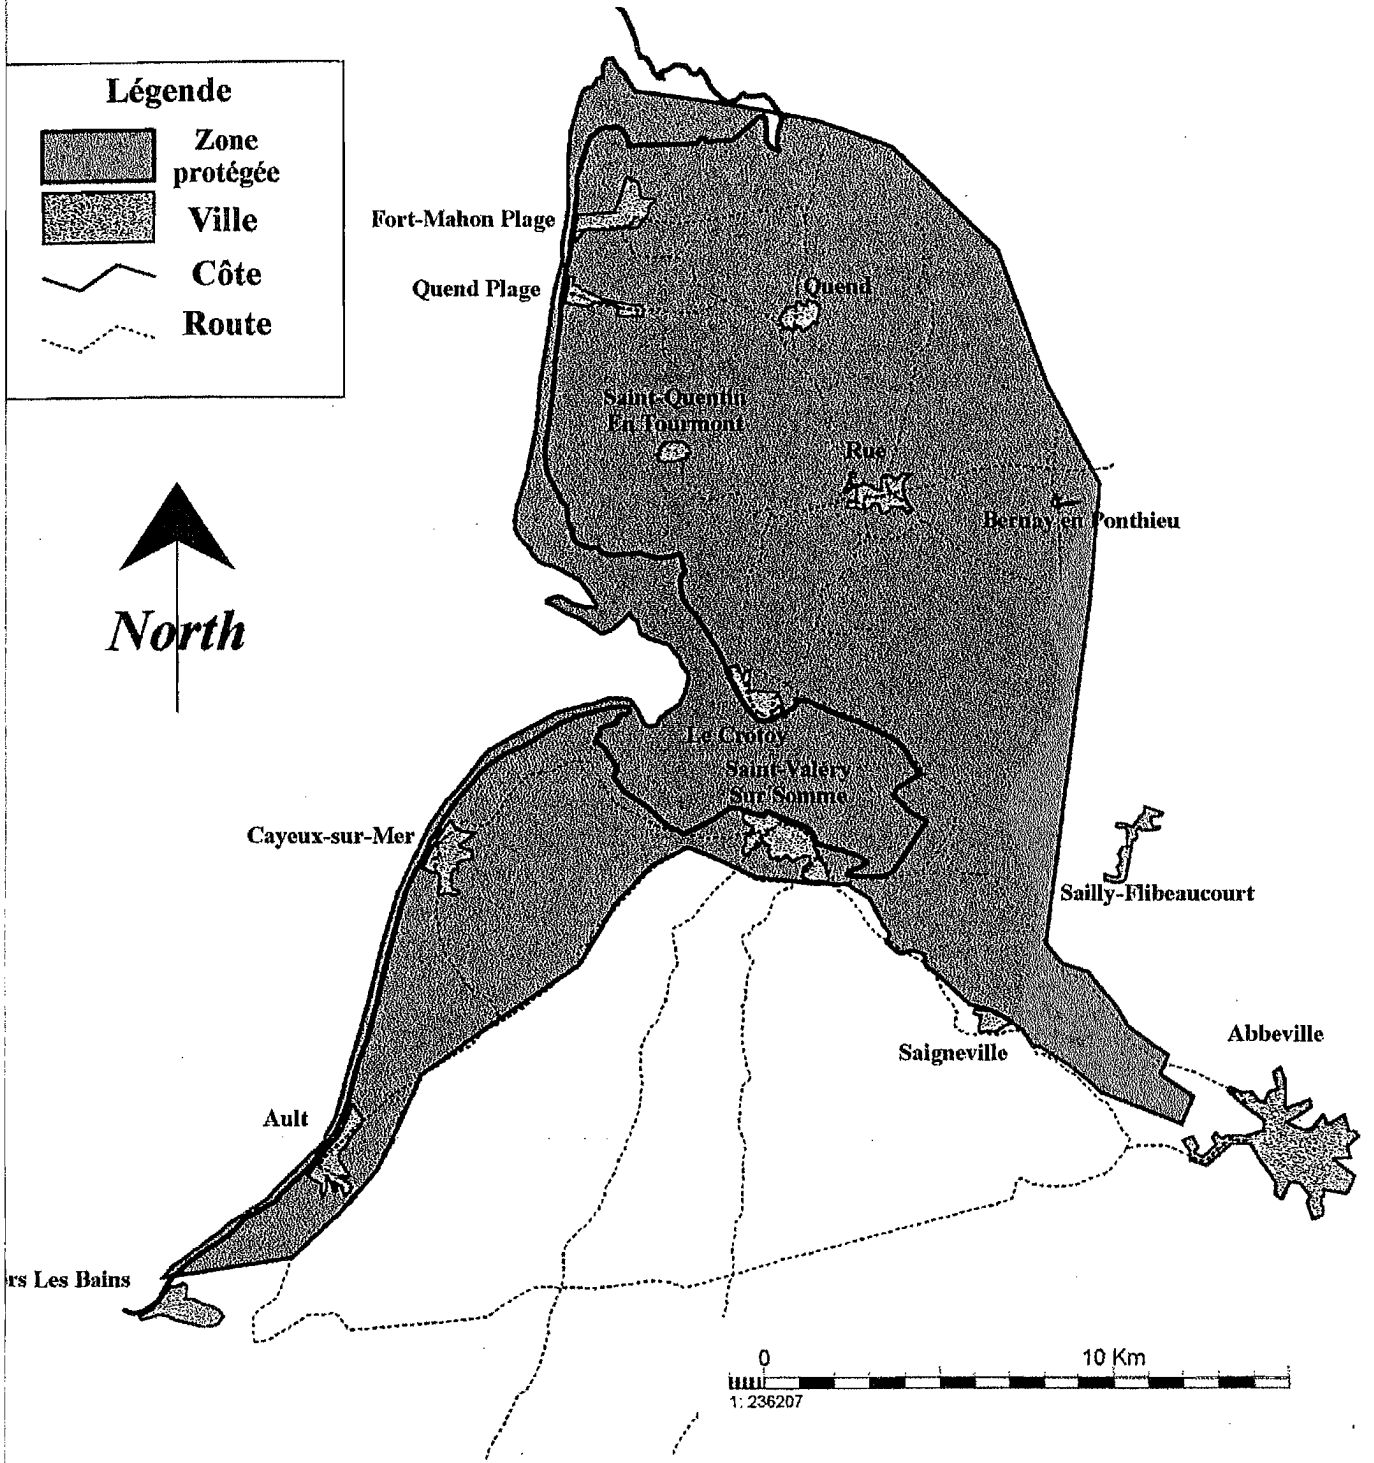 Légende
Zone
protégée
Ville
Côte
Route
North
Fort-Mahon Plage
Quend Plage
Quend
Saint-Quentin
En Tourmont
Rue
Bernay en Ponthieu
Le Crotoy
Saint-Valery
Sur Somme
Cayeux-sur-Mer
Sailly-Flibeaucourt
Saigneville
Abbeville
Ault
rs Les Bains
0 10 Km
1: 236207